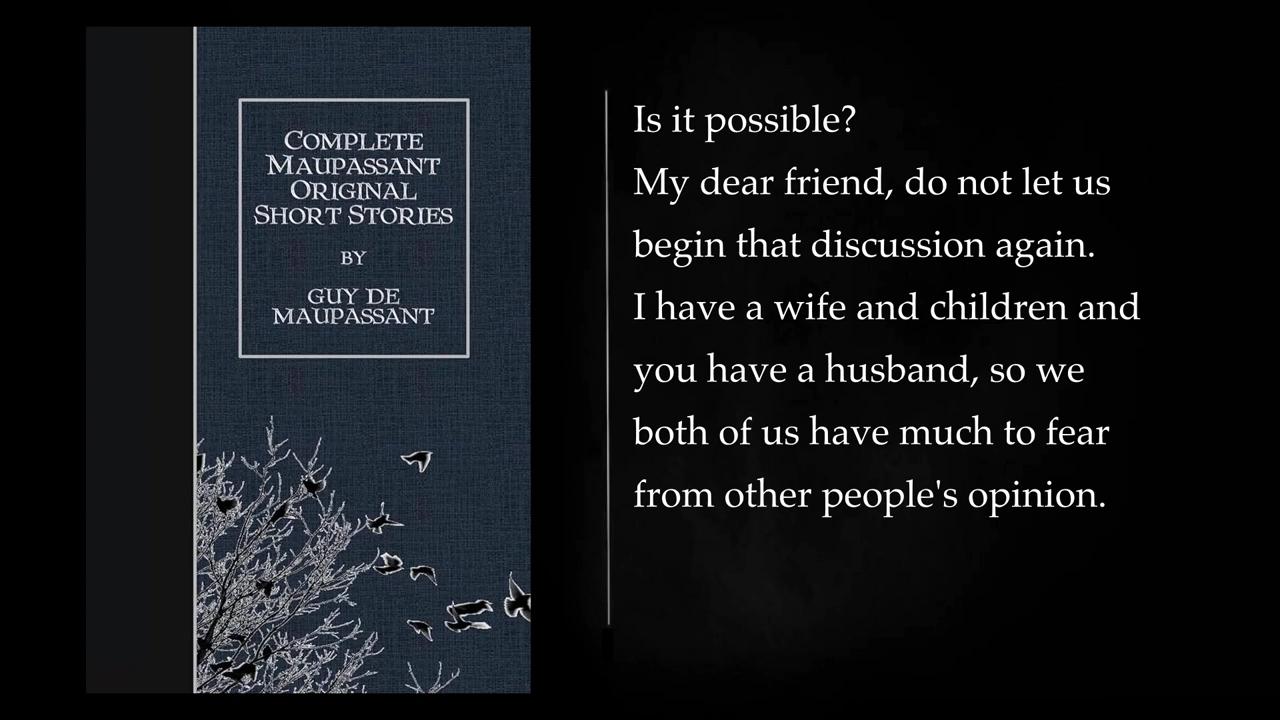 COMPLETE
MAUPASSANT
ORIGINAL
SHORT STORIES
BY
GUY DE
MAUPASSANT
Is it possible?
My dear friend, do not let us
begin that discussion again.
I have a wife and children and
you have a husband, so we
both of us have much to fear
from other people's opinion.